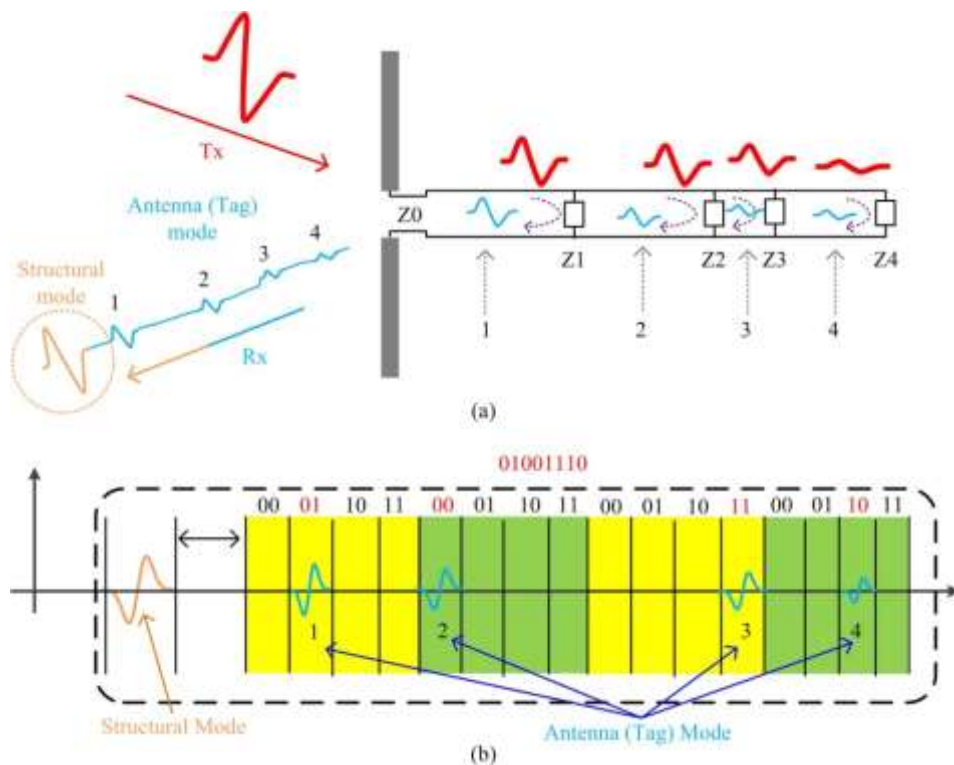 Tx
Antenna (Tag)
mode
1 2 3 4
Structural
mode
Rx
Z0 Z1 Z2 Z3 Z4
1 2 3 4
(a)
01001110
00 01 10 11 00 01 10 11 00 01 10 11 00 01 10 11
1 2 3 4
Structural Mode
Antenna (Tag) Mode
(b)